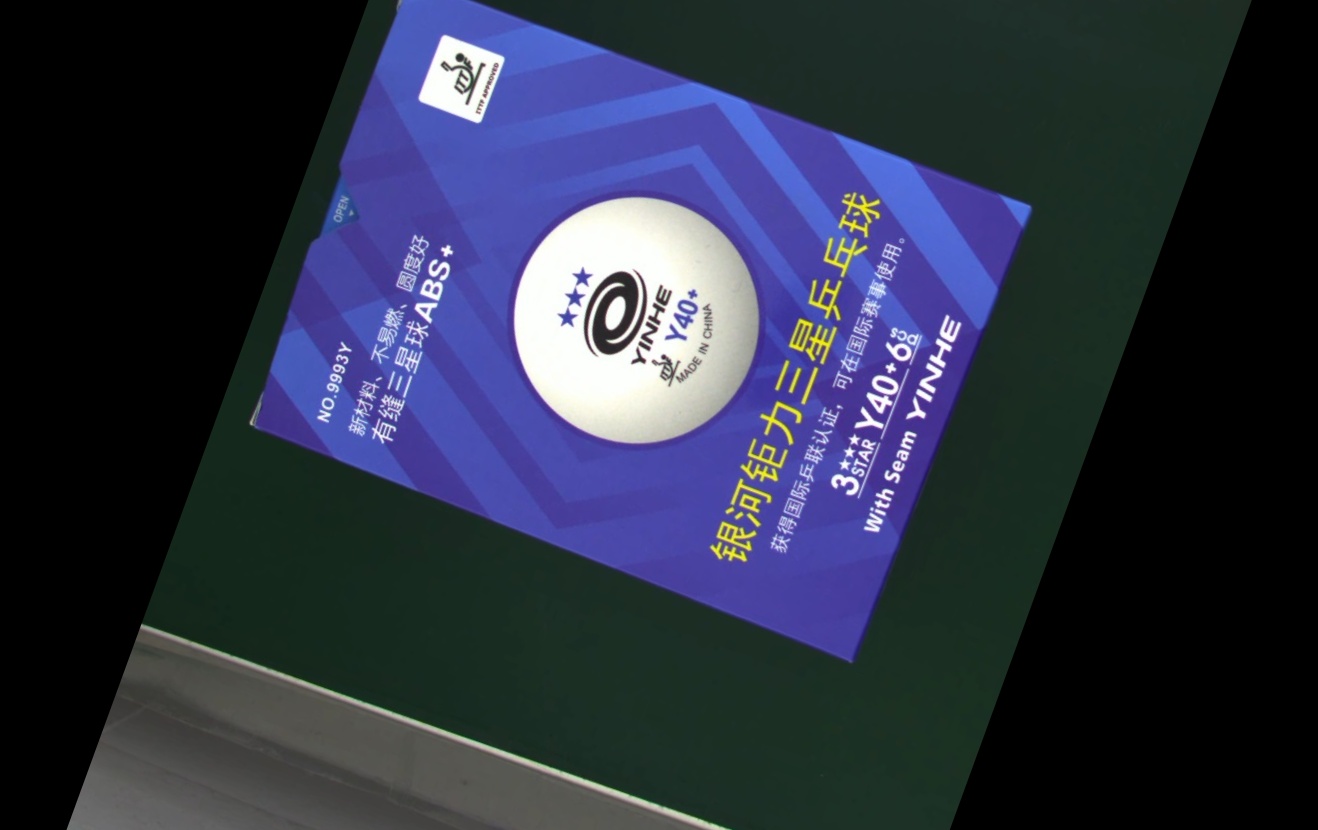 ITTF APPROVED
OPEN
NO.9993Y
新材料、不易燃、圆度好
有缝三星球ABS+
YINHE
Y40+
MADE IN CHINA
银河钜力三星乒乓球
获得国际乒联认证，可在国际赛事使用。
3★★★STAR Y40+ 6
With Seam YINHE